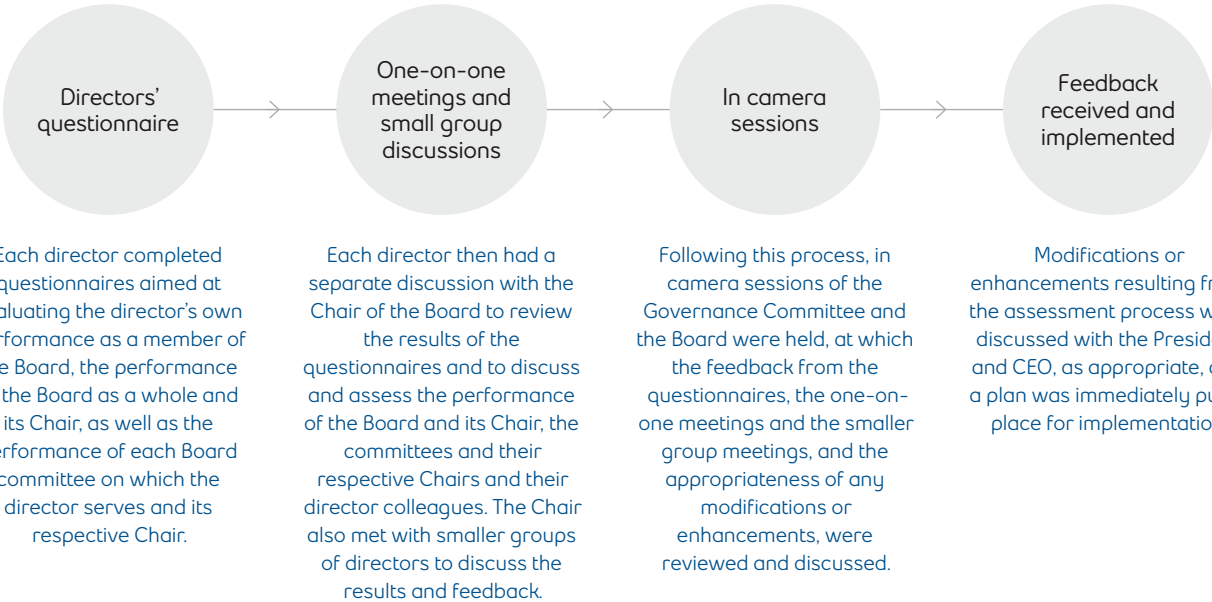 Directors'
questionnaire
One-on-one
meetings and
small group
discussions
In camera
sessions
Feedback
received and
implemented
Each director completed
questionnaires aimed at
aluating the director's own
rformance as a member of
e Board, the performance
the Board as a whole and
its Chair, as well as the
erformance of each Board
committee on which the
director serves and its
respective Chair.
Each director then had a
separate discussion with the
Chair of the Board to review
the results of the
questionnaires and to discuss
and assess the performance
of the Board and its Chair, the
committees and their
respective Chairs and their
director colleagues. The Chair
also met with smaller groups
of directors to discuss the
results and feedback.
Following this process, in
camera sessions of the
Governance Committee and
the Board were held, at which
the feedback from the
questionnaires, the one-on-
one meetings and the smaller
group meetings, and the
appropriateness of any
modifications or
enhancements, were
reviewed and discussed.
Modifications or
enhancements resulting fr
the assessment process w
discussed with the Presid
and CEO, as appropriate, a
a plan was immediately pu
place for implementatio